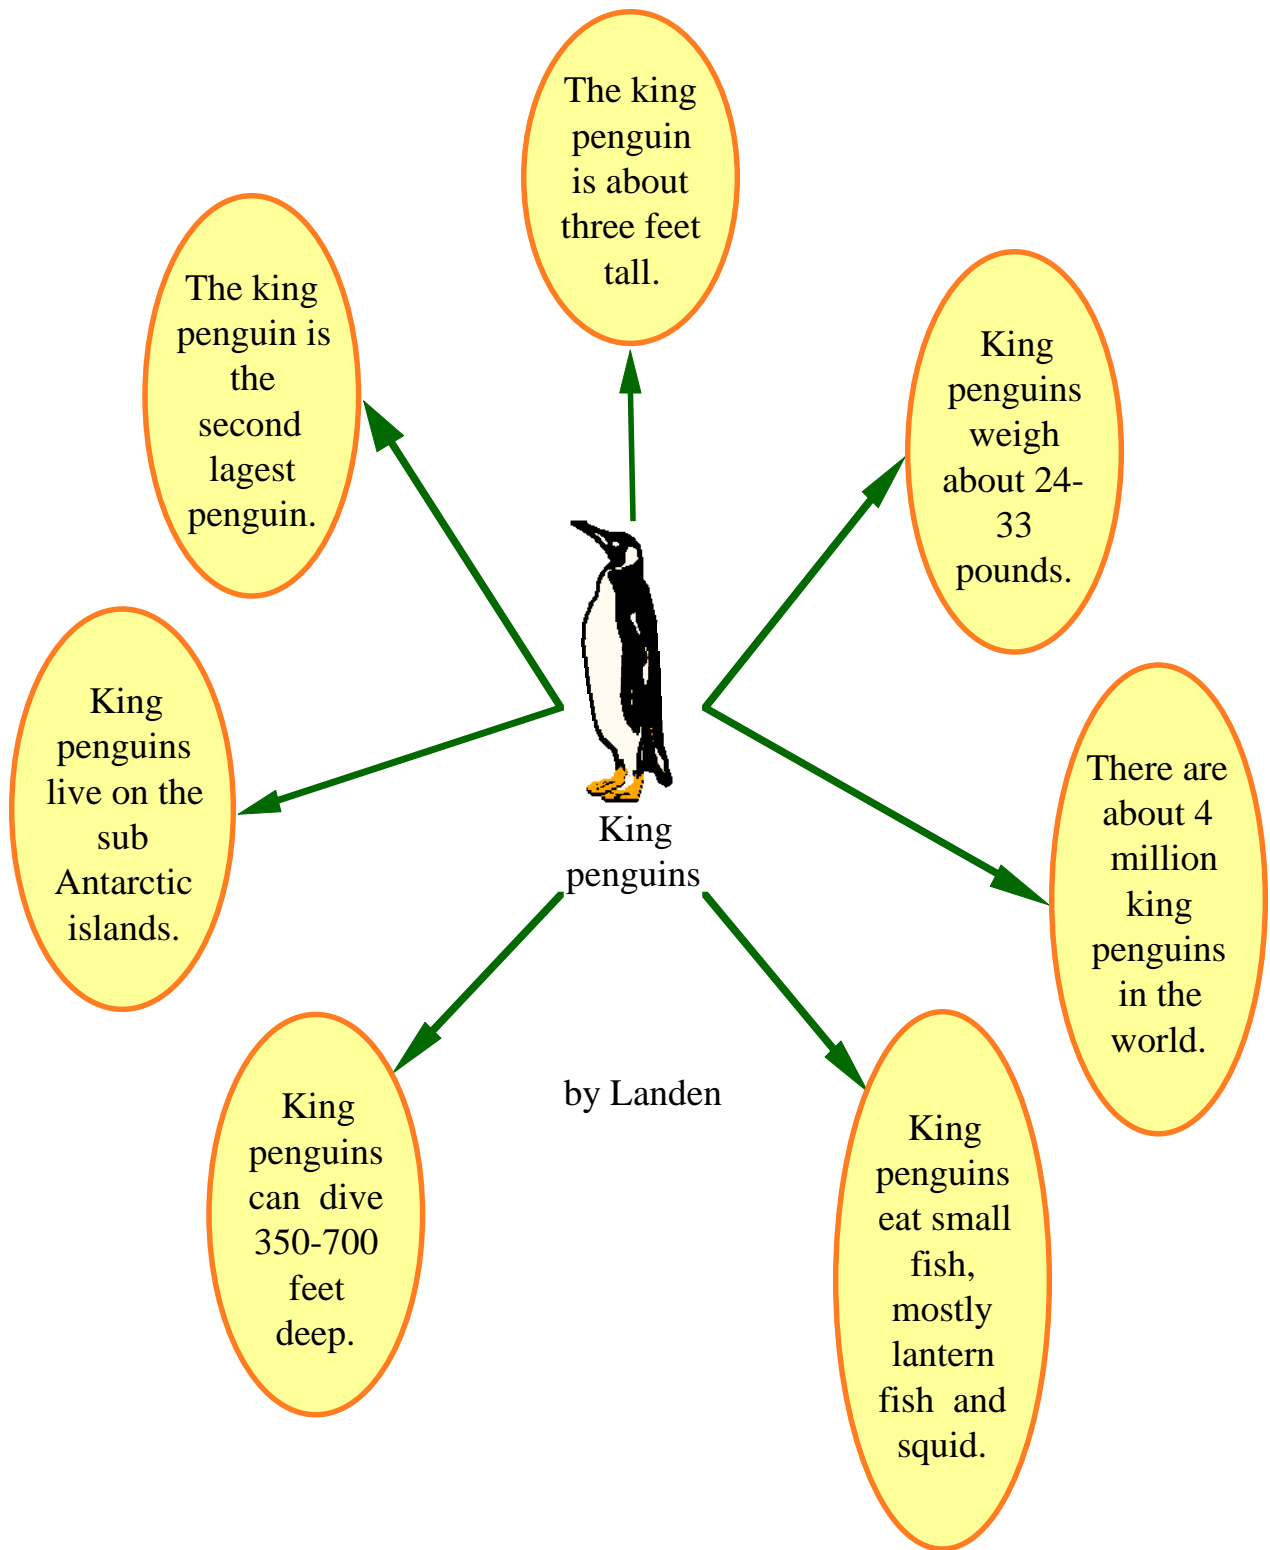 The king
penguin
is about
three feet
tall.
The king
penguin is
the
second
lagest
penguin.
King
penguins
weigh
about 24-
33
pounds.
King
penguins
live on the
sub
Antarctic
islands.
There are
about 4
million
king
penguins
in the
world.
King
penguins
by Landen
King
penguins
can dive
350-700
feet
deep.
King
penguins
eat small
fish,
mostly
lantern
fish and
squid.